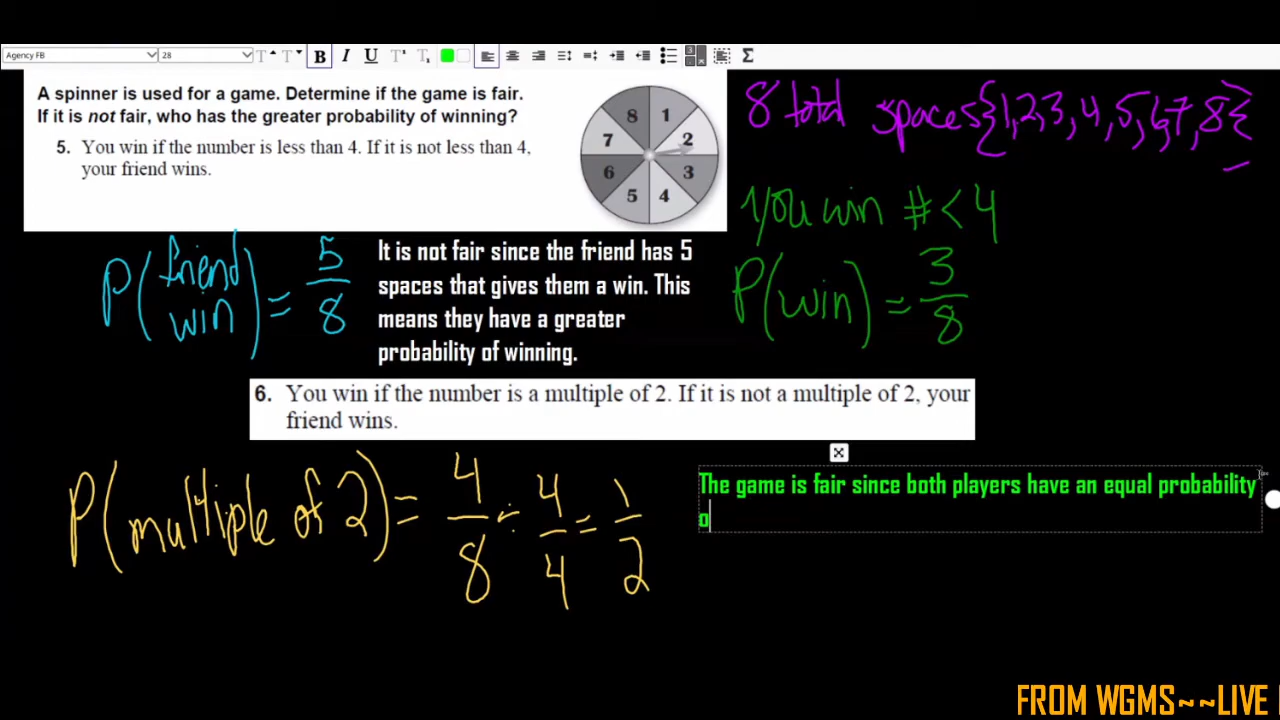 Agency FB 28 B I U T T Σ
A spinner is used for a game. Determine if the game is fair.
If it is not fair, who has the greater probability of winning?
5. You win if the number is less than 4. If it is not less than 4,
your friend wins.
8 1
7 2
6 3
5 4
8 total spaces {1,2,3,4,5,6,7,8}
you win # < 4
P(win) = 3/8
P(friend win) = 5/8
It is not fair since the friend has 5
spaces that gives them a win. This
means they have a greater
probability of winning.
6. You win if the number is a multiple of 2. If it is not a multiple of 2, your
friend wins.
P(multiple of 2) = 4/8 ÷ 4/4 = 1/2
The game is fair since both players have an equal probability
o
FROM WGMS~~LIVE